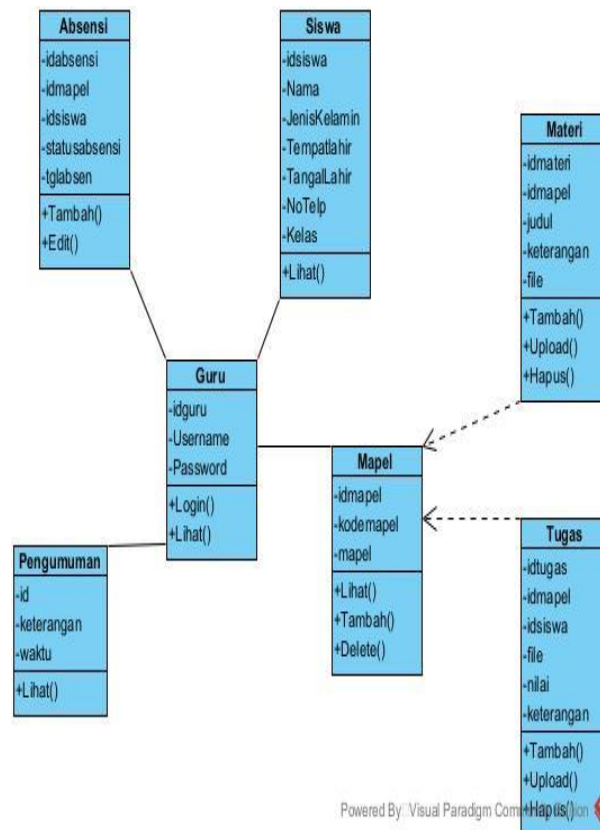 Absensi
-idabsensi
-idmapel
-idsiswa
-statusabsensi
-tglabsen
+Tambah()
+Edit()
Siswa
-idsiswa
-Nama
-JenisKelamin
-Tempatlahir
-TangalLahir
-NoTelp
-Kelas
+Lihat()
Materi
-idmateri
-idmapel
-judul
-keterangan
-file
+Tambah()
+Upload()
+Hapus()
Guru
-idguru
-Username
-Password
+Login()
+Lihat()
Mapel
-idmapel
-kodemapel
-mapel
+Lihat()
+Tambah()
+Delete()
Pengumuman
-id
-keterangan
-waktu
+Lihat()
Tugas
-idtugas
-idmapel
-idsiswa
-file
-nilai
-keterangan
+Tambah()
+Upload()
+Hapus()
Powered By Visual Paradigm